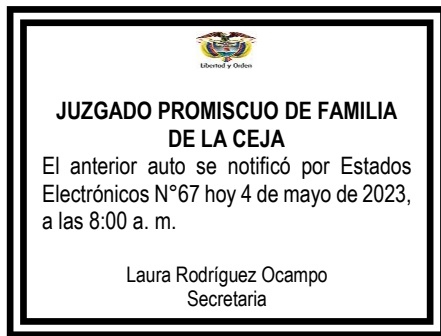 Libertad y Orden
JUZGADO PROMISCUO DE FAMILIA
DE LA CEJA
El anterior auto se notificó por Estados
Electrónicos N°67 hoy 4 de mayo de 2023,
a las 8:00 a. m.
Laura Rodríguez Ocampo
Secretaria